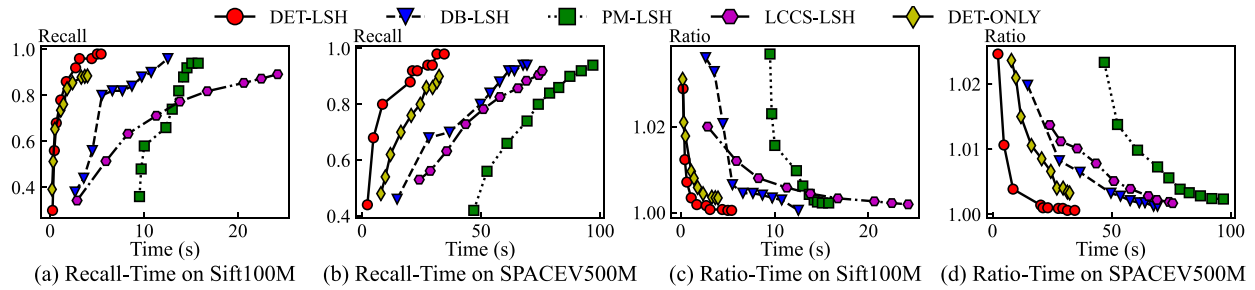 DET-LSH DB-LSH PM-LSH LCCS-LSH DET-ONLY
Recall
1.0
0.8
0.6
0.4
0 10 20
Time (s)
(a) Recall-Time on Sift100M
Recall
1.0
0.8
0.6
0.4
0 50 100
Time (s)
(b) Recall-Time on SPACEV500M
Ratio
1.02
1.00
0 10 20
Time (s)
(c) Ratio-Time on Sift100M
Ratio
1.02
1.01
1.00
0 50 100
Time (s)
(d) Ratio-Time on SPACEV500M